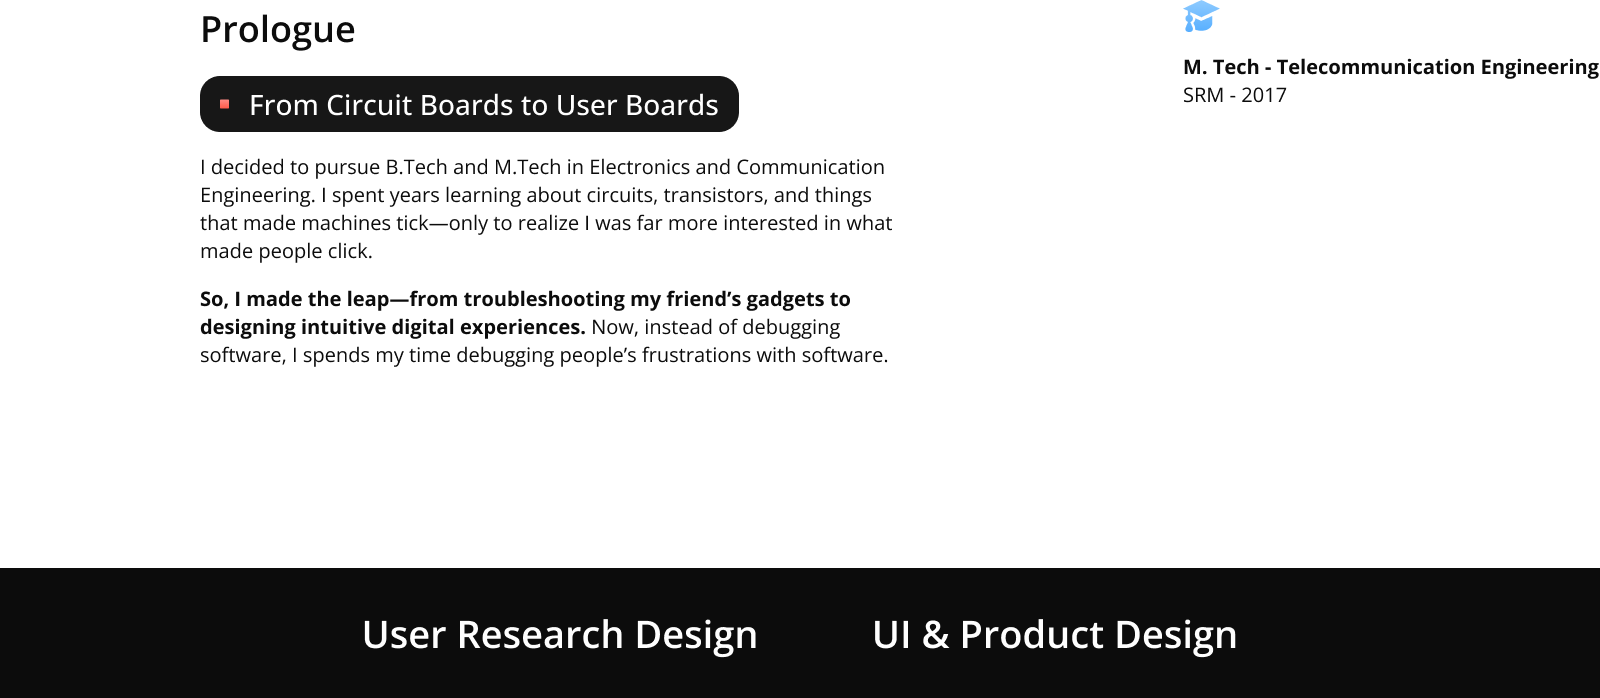 Prologue
From Circuit Boards to User Boards
I decided to pursue B.Tech and M.Tech in Electronics and Communication
Engineering. I spent years learning about circuits, transistors, and things
that made machines tick—only to realize I was far more interested in what
made people click.
So, I made the leap—from troubleshooting my friend’s gadgets to
designing intuitive digital experiences. Now, instead of debugging
software, I spends my time debugging people’s frustrations with software.
M. Tech - Telecommunication Engineering
SRM - 2017
User Research Design
UI & Product Design